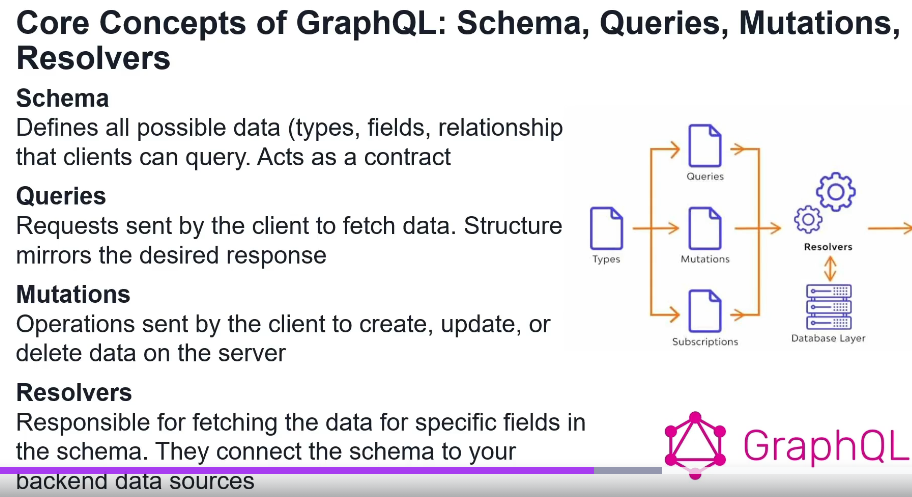 Core Concepts of GraphQL: Schema, Queries, Mutations,
Resolvers
Schema
Defines all possible data (types, fields, relationship
that clients can query. Acts as a contract
Queries
Requests sent by the client to fetch data. Structure
mirrors the desired response
Mutations
Operations sent by the client to create, update, or
delete data on the server
Resolvers
Responsible for fetching the data for specific fields in
the schema. They connect the schema to your
backend data sources
Types
Queries
Mutations
Subscriptions
Resolvers
Database Layer
GraphQL